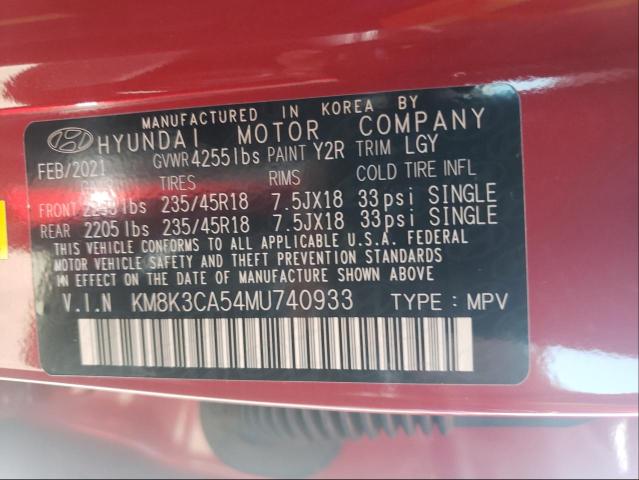 MANUFACTURED IN KOREA BY
HYUNDAI MOTOR COMPANY
FEB/2021 GVWR 4255lbs PAINT Y2R TRIM LGY
TIRES RIMS COLD TIRE INFL
FRONT lbs 235/45R18 7.5JX18 33psi SINGLE
REAR 2205 lbs 235/45R18 7.5JX18 33psi SINGLE
THIS VEHICLE CONFORMS TO ALL APPLICABLE U.S.A. FEDERAL
MOTOR VEHICLE SAFETY AND THEFT PREVENTION STANDARDS
IN EFFECT ON THE DATE OF MANUFACTURE SHOWN ABOVE.
V.I.N KM8K3CA54MU740933 TYPE : MPV